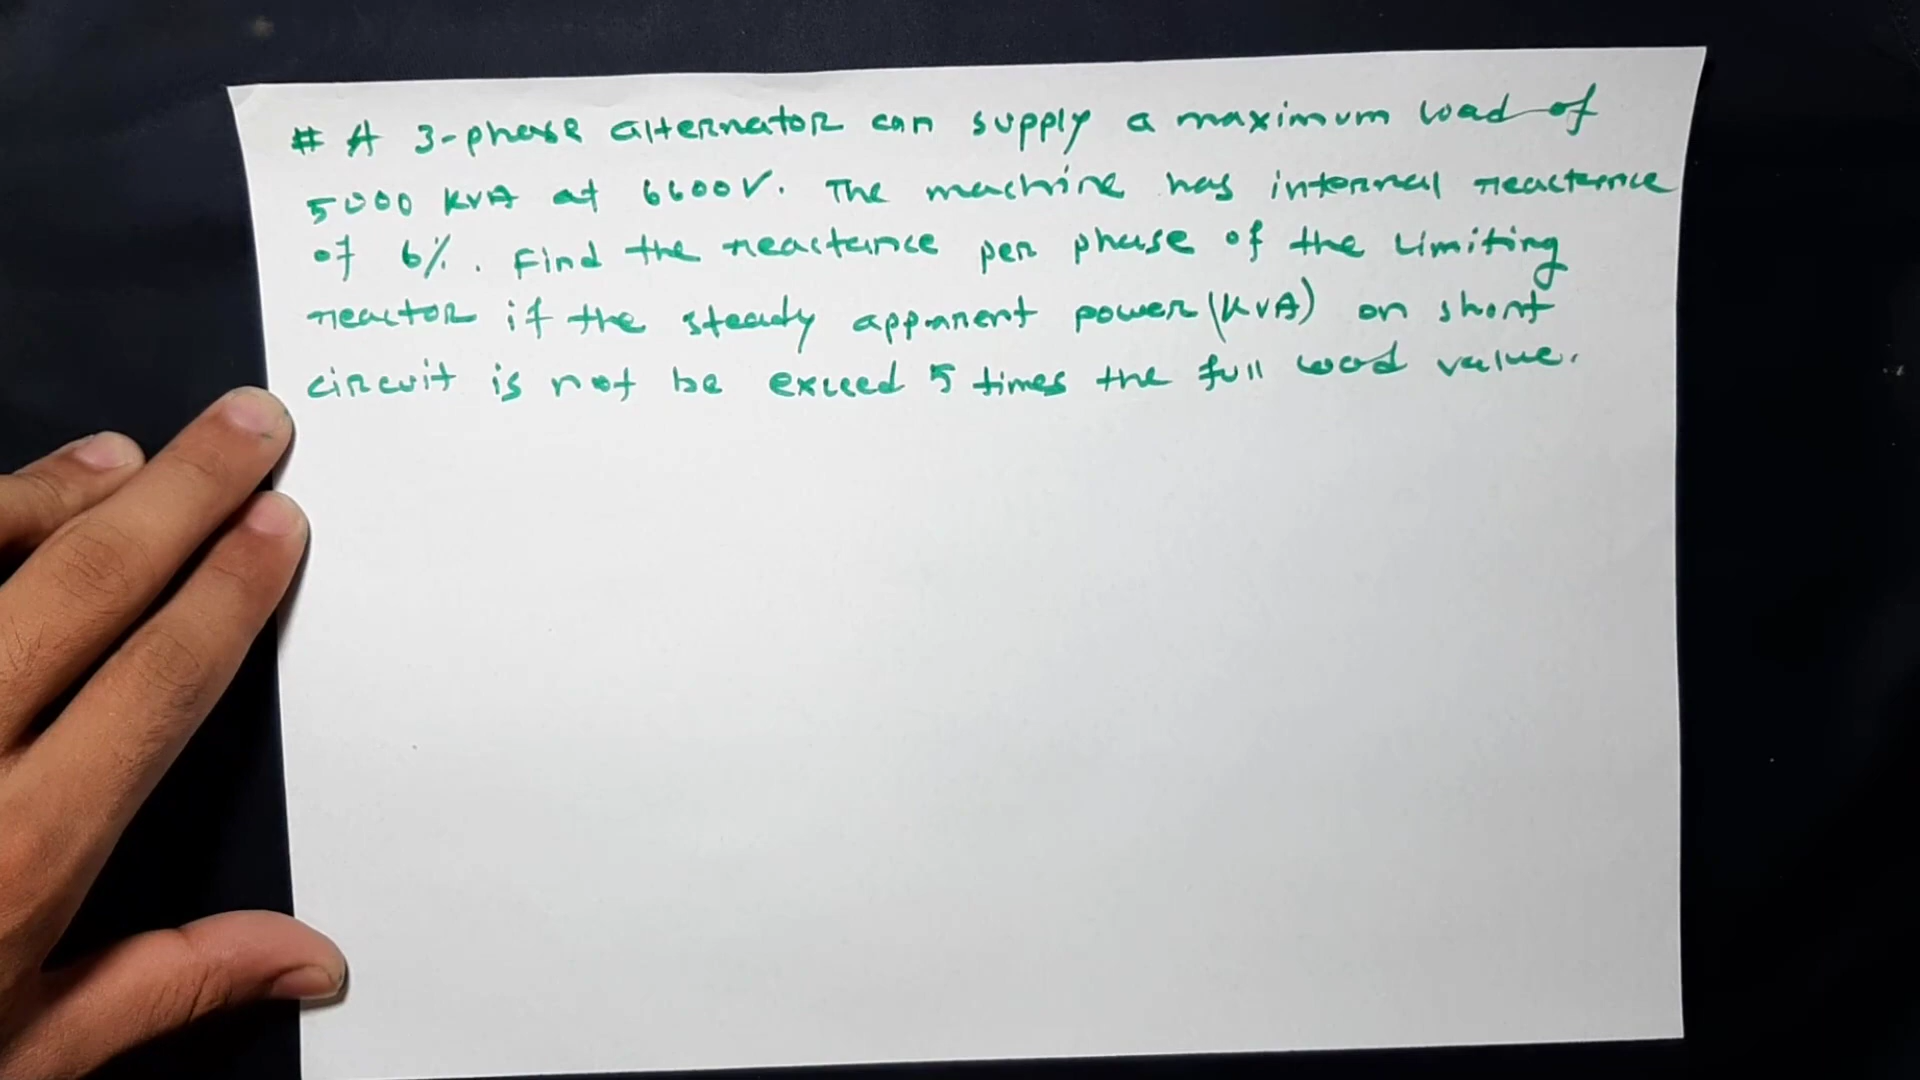 # A 3-phase alternator can supply a maximum load of
5000 KVA at 6600V. The machine has internal reactance
of 6%. Find the reactance per phase of the limiting
reactor if the steady apparent power (KVA) on short
circuit is not be exceed 5 times the full load value.